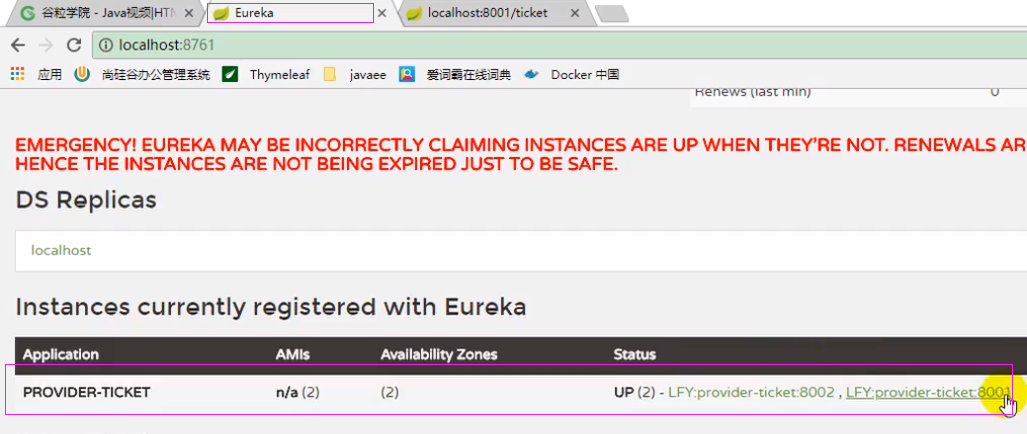 谷粒学院 - Java视频|HTM
Eureka
localhost:8001/ticket
localhost:8761
应用 尚硅谷办公管理系统 Thymeleaf javaee 爱词霸在线词典 Docker 中国
Renews (last min) 0
EMERGENCY! EUREKA MAY BE INCORRECTLY CLAIMING INSTANCES ARE UP WHEN THEY'RE NOT. RENEWALS AR
HENCE THE INSTANCES ARE NOT BEING EXPIRED JUST TO BE SAFE.
DS Replicas
localhost
Instances currently registered with Eureka
Application AMIs Availability Zones Status
PROVIDER-TICKET n/a (2) (2) UP (2) - LFY:provider-ticket:8002 , LFY:provider-ticket:8001